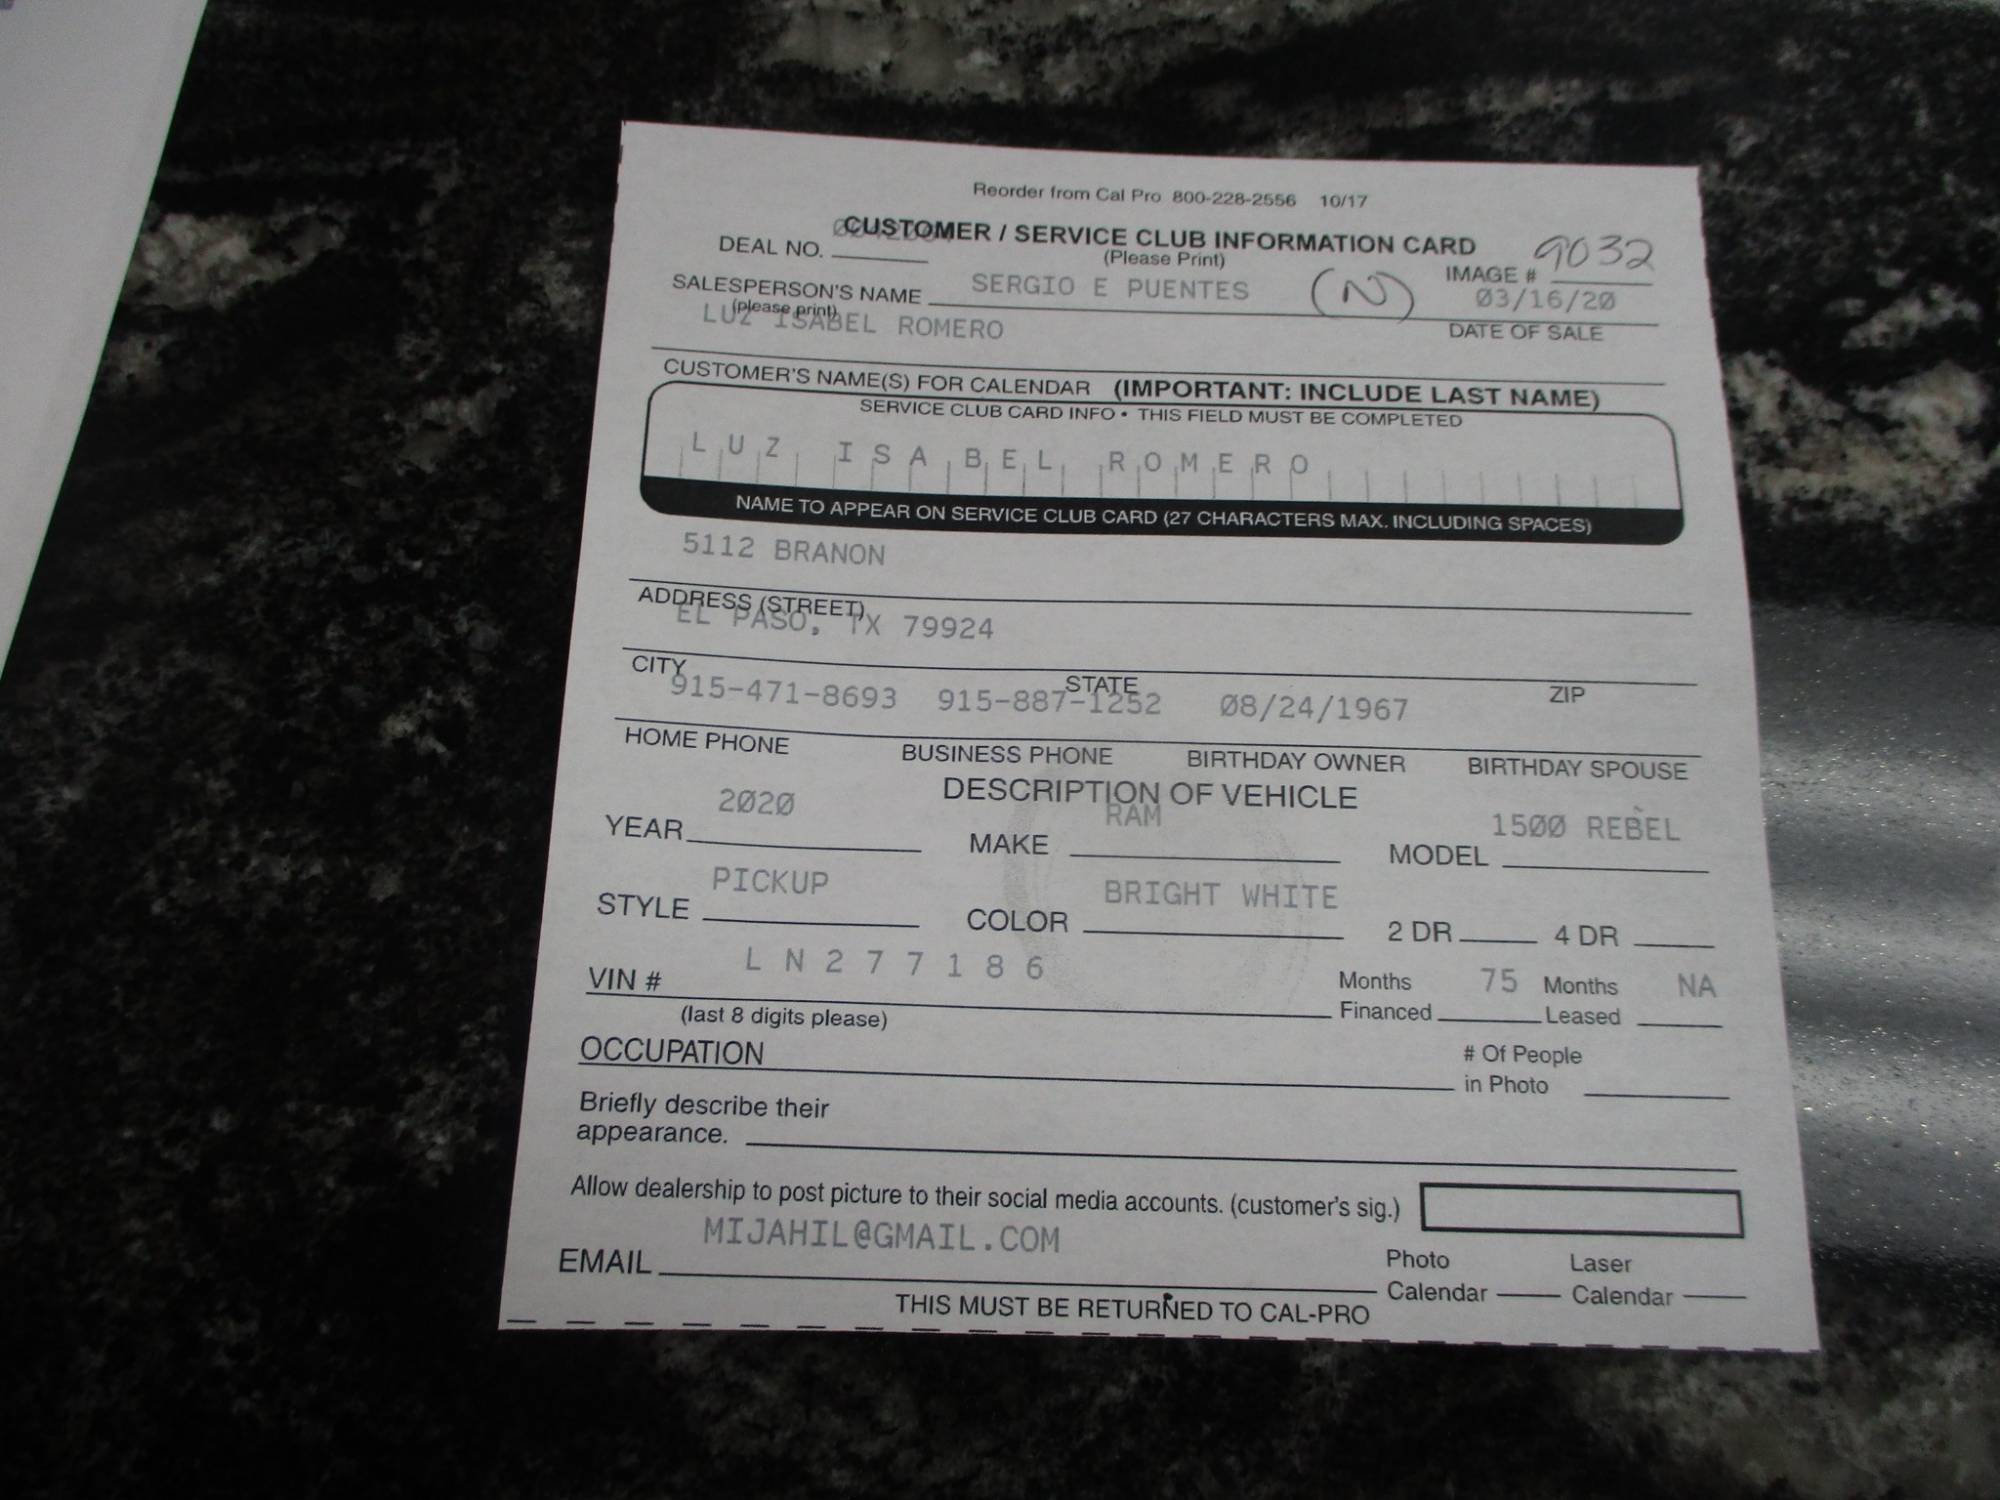 Reorder from Cal Pro 800-228-2556 10/17
CUSTOMER / SERVICE CLUB INFORMATION CARD
DEAL NO.
(Please Print)
IMAGE # 9032
SALESPERSON'S NAME SERGIO E PUENTES (N) 03/16/20
(please print)
LUZ ISABEL ROMERO
DATE OF SALE
CUSTOMER'S NAME(S) FOR CALENDAR (IMPORTANT: INCLUDE LAST NAME)
SERVICE CLUB CARD INFO • THIS FIELD MUST BE COMPLETED
LUZ ISABEL ROMERO
NAME TO APPEAR ON SERVICE CLUB CARD (27 CHARACTERS MAX. INCLUDING SPACES)
5112 BRANON
ADDRESS (STREET)
EL PASO, TX 79924
CITY STATE ZIP
915-471-8693 915-887-1252 08/24/1967
HOME PHONE BUSINESS PHONE BIRTHDAY OWNER BIRTHDAY SPOUSE
DESCRIPTION OF VEHICLE
YEAR 2020 MAKE RAM MODEL 1500 REBEL
STYLE PICKUP COLOR BRIGHT WHITE 2 DR 4 DR
VIN # L N 2 7 7 1 8 6 Months Financed 75 Months Leased NA
(last 8 digits please)
OCCUPATION # Of People in Photo
Briefly describe their
appearance.
Allow dealership to post picture to their social media accounts. (customer's sig.)
EMAIL MIJAHIL@GMAIL.COM Photo Calendar Laser Calendar
THIS MUST BE RETURNED TO CAL-PRO